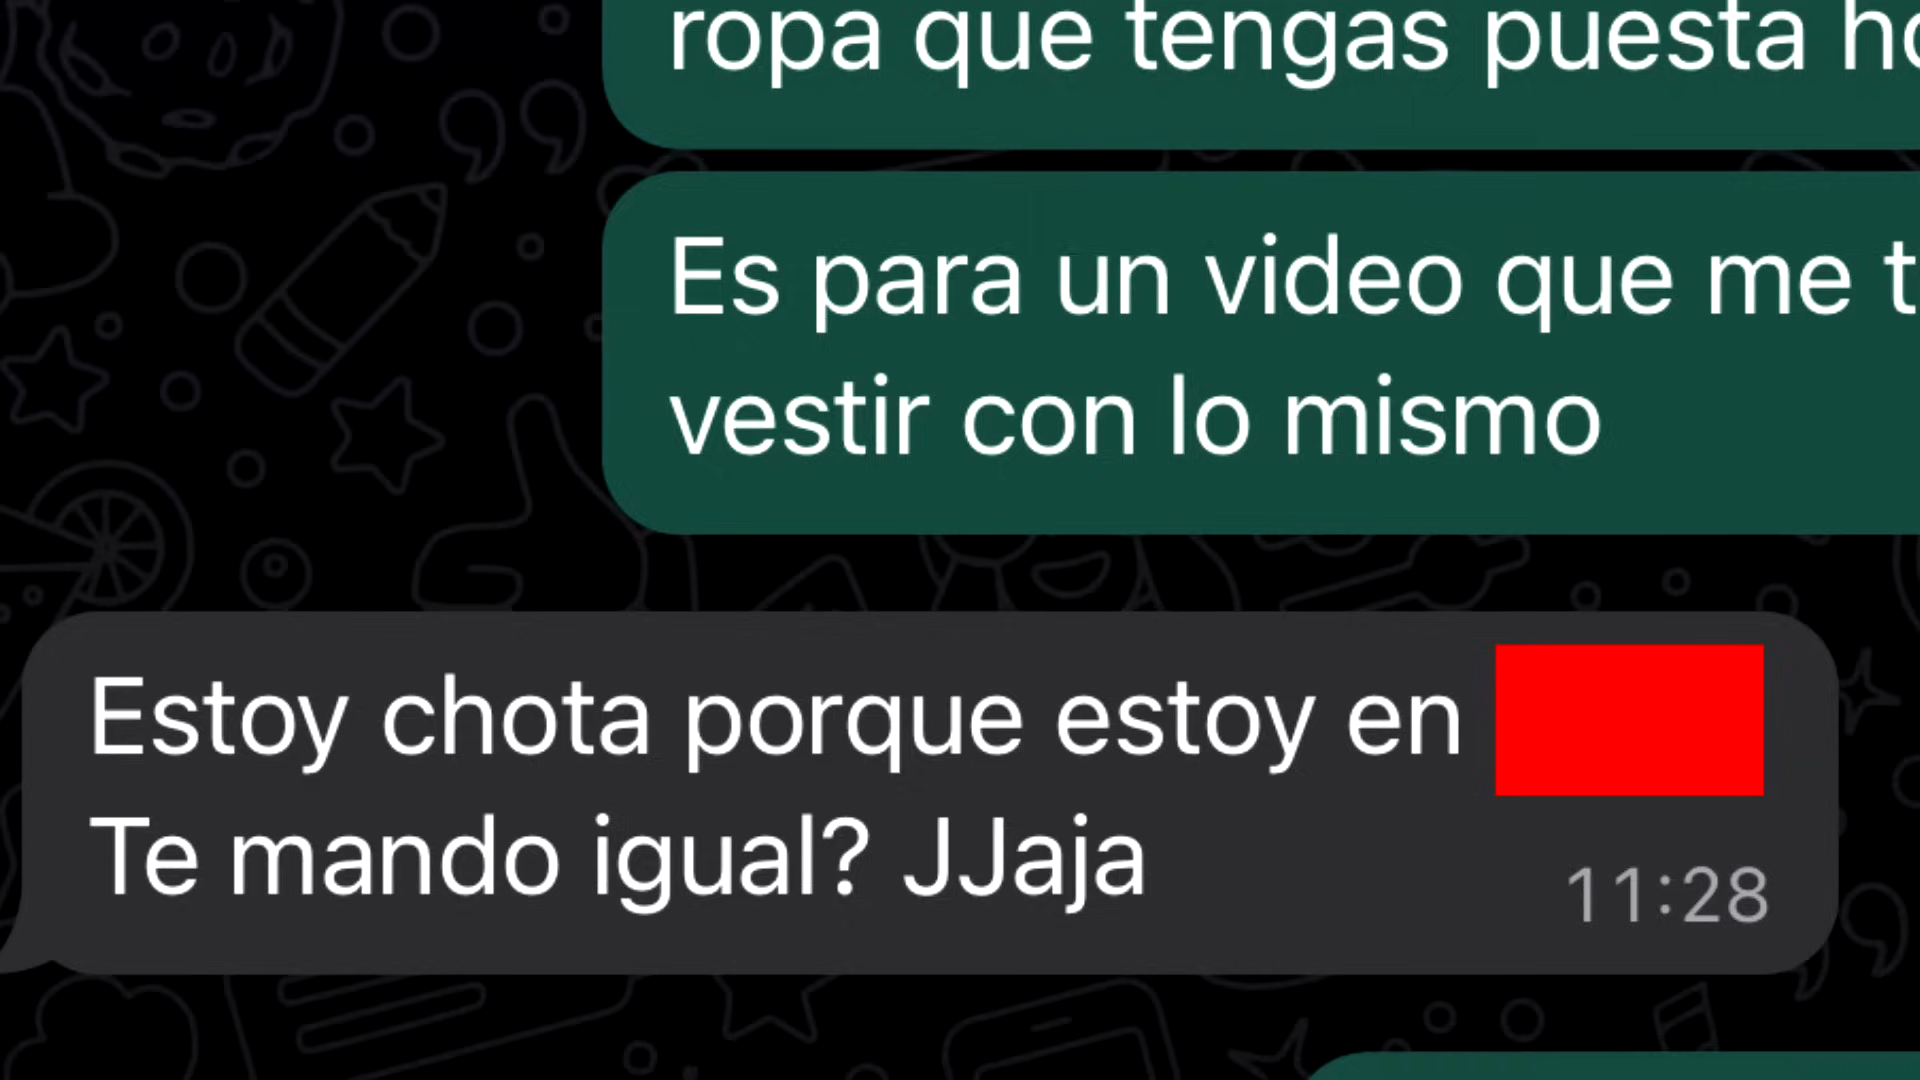 ropa que tengas puesta
Es para un video que me
vestir con lo mismo
Estoy chota porque estoy en
Te mando igual? JJaja
11:28